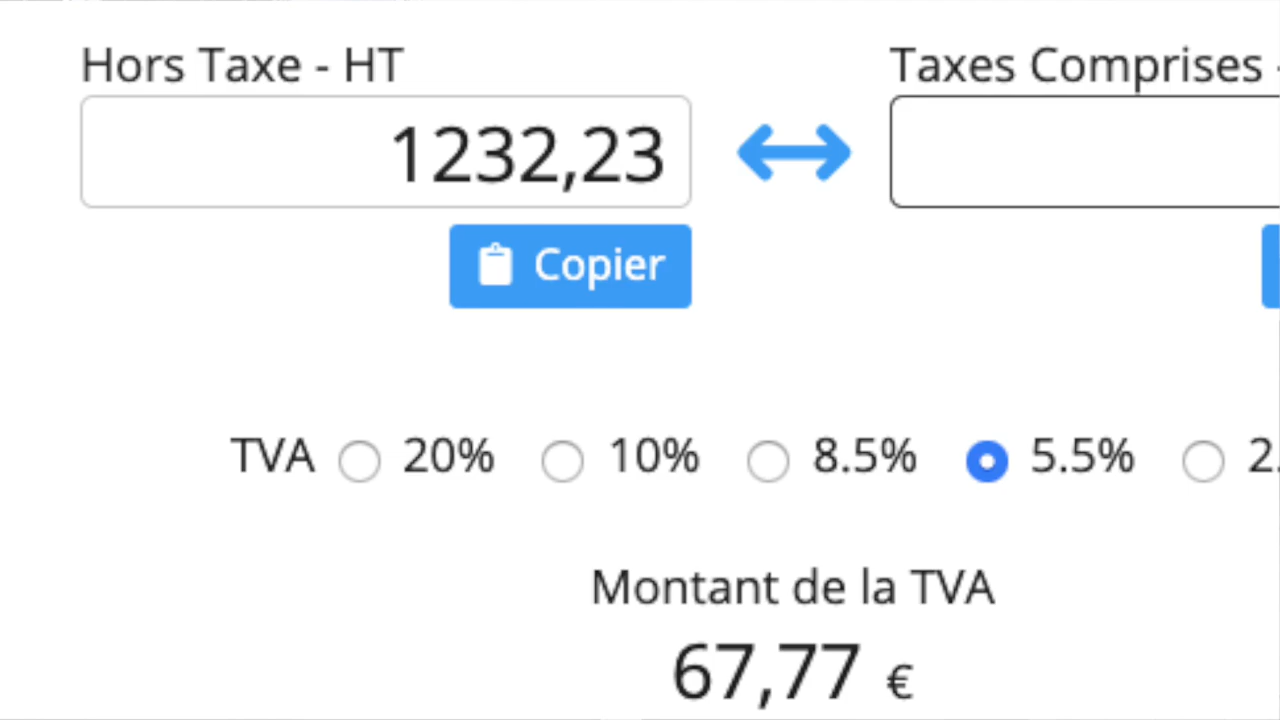 Hors Taxe - HT
Taxes Comprises -
1232,23
Copier
TVA 20% 10% 8.5% 5.5% 2.
Montant de la TVA
67,77 €